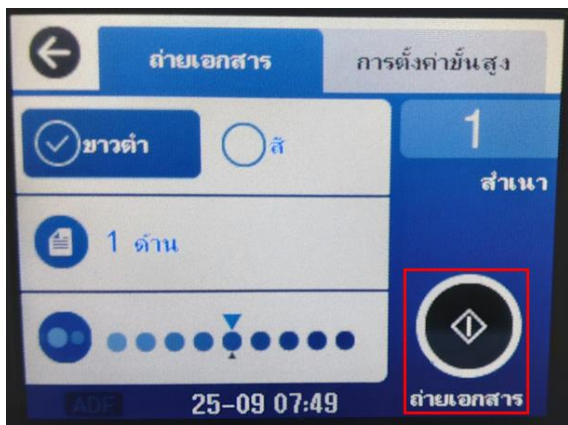 ถ่ายเอกสาร การตั้งค่าขั้นสูง
ขาวดำ สี 1
สำเนา
1 ด้าน
ADF 25-09 07:49 ถ่ายเอกสาร